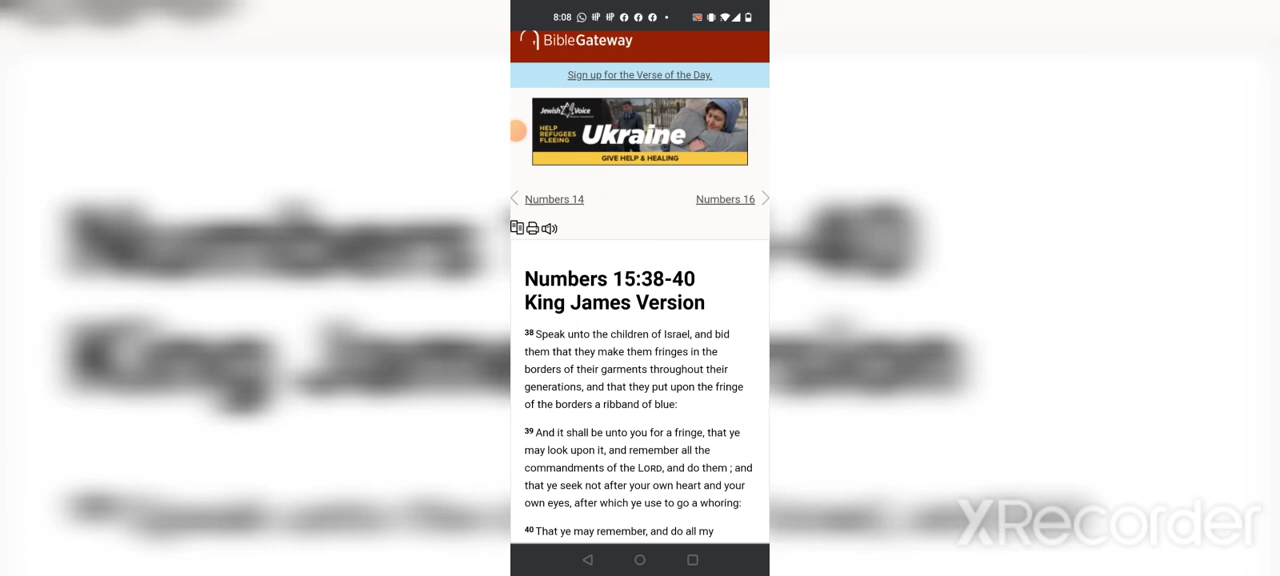 8:08
BibleGateway
Sign up for the Verse of the Day.
Jewish Voice
HELP
REFUGEES
FLEEING
Ukraine
GIVE HELP & HEALING
Numbers 14
Numbers 16
Numbers 15:38-40
King James Version
38 Speak unto the children of Israel, and bid
them that they make them fringes in the
borders of their garments throughout their
generations, and that they put upon the fringe
of the borders a ribband of blue:
39 And it shall be unto you for a fringe, that ye
may look upon it, and remember all the
commandments of the LORD, and do them ; and
that ye seek not after your own heart and your
own eyes, after which ye use to go a whoring:
40 That ye may remember, and do all my
XRecorder